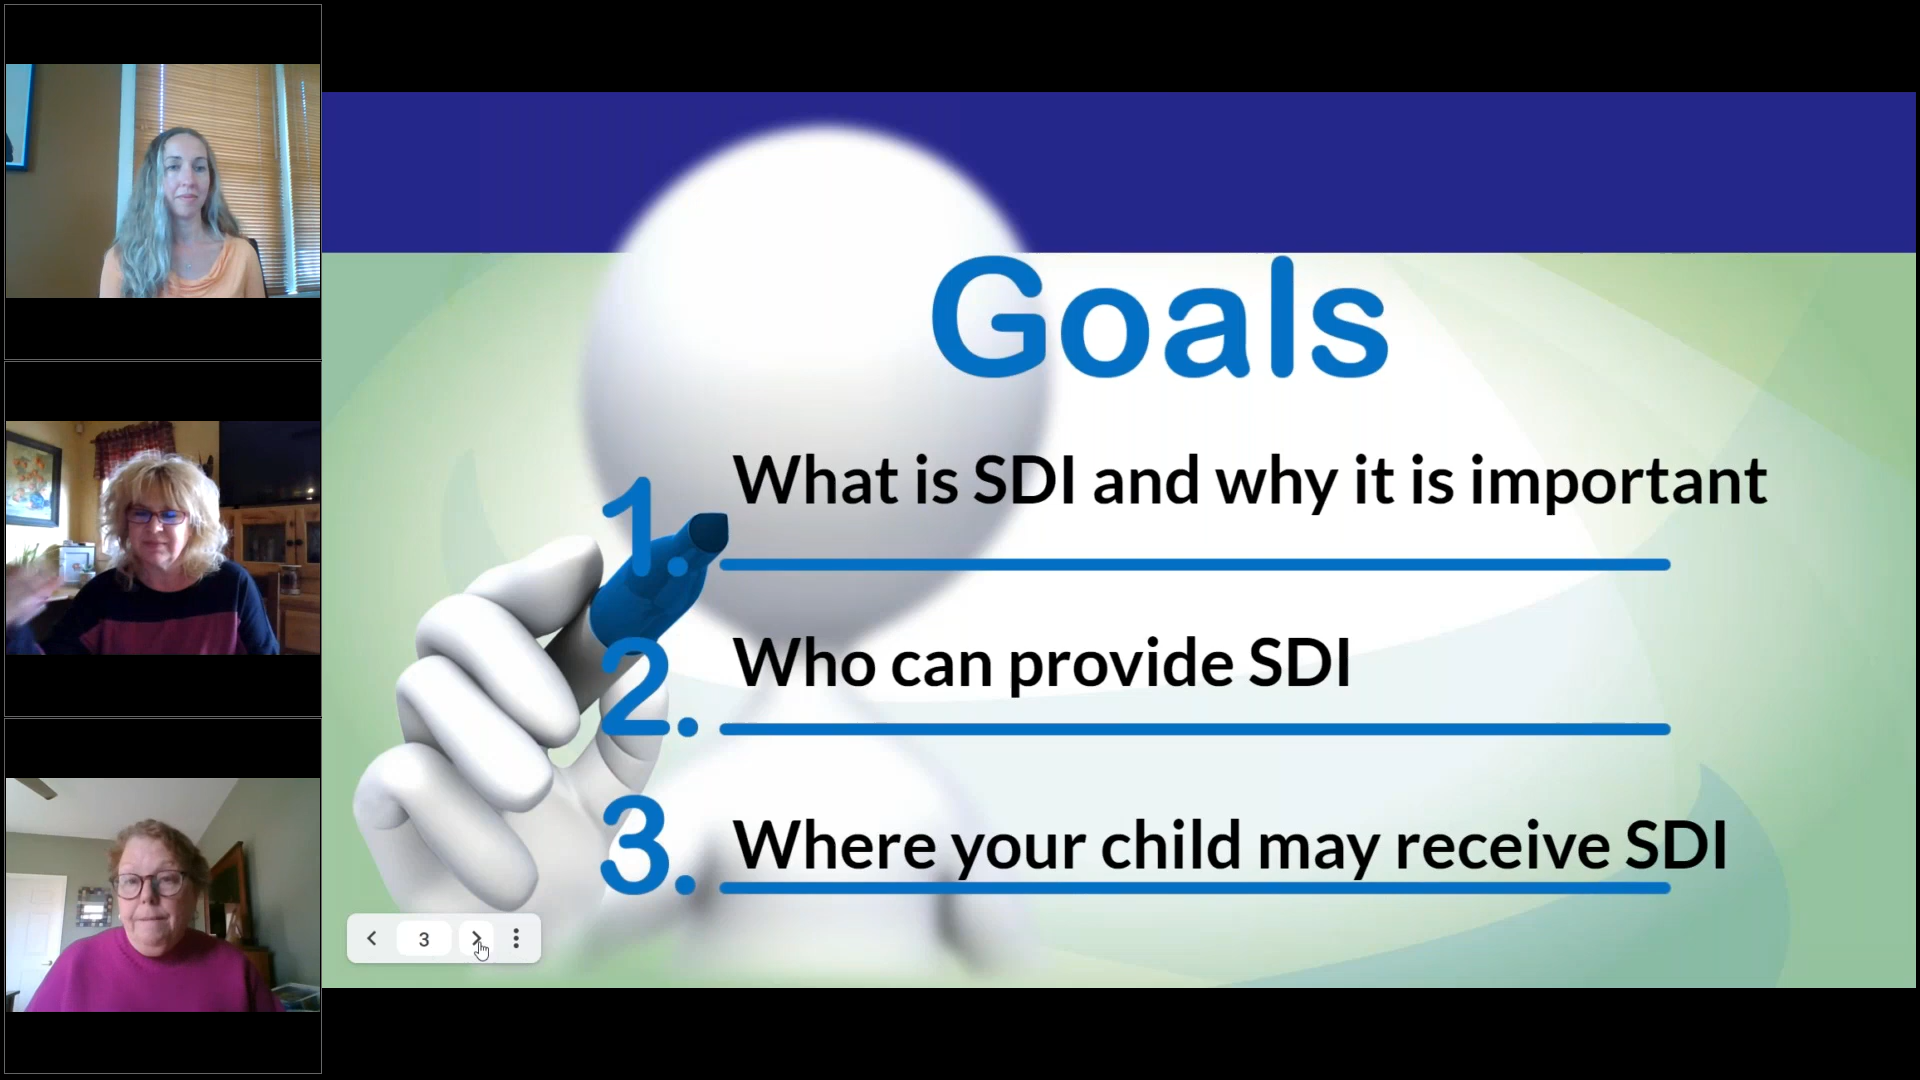 Goals
1. What is SDI and why it is important
2. Who can provide SDI
3. Where your child may receive SDI
3